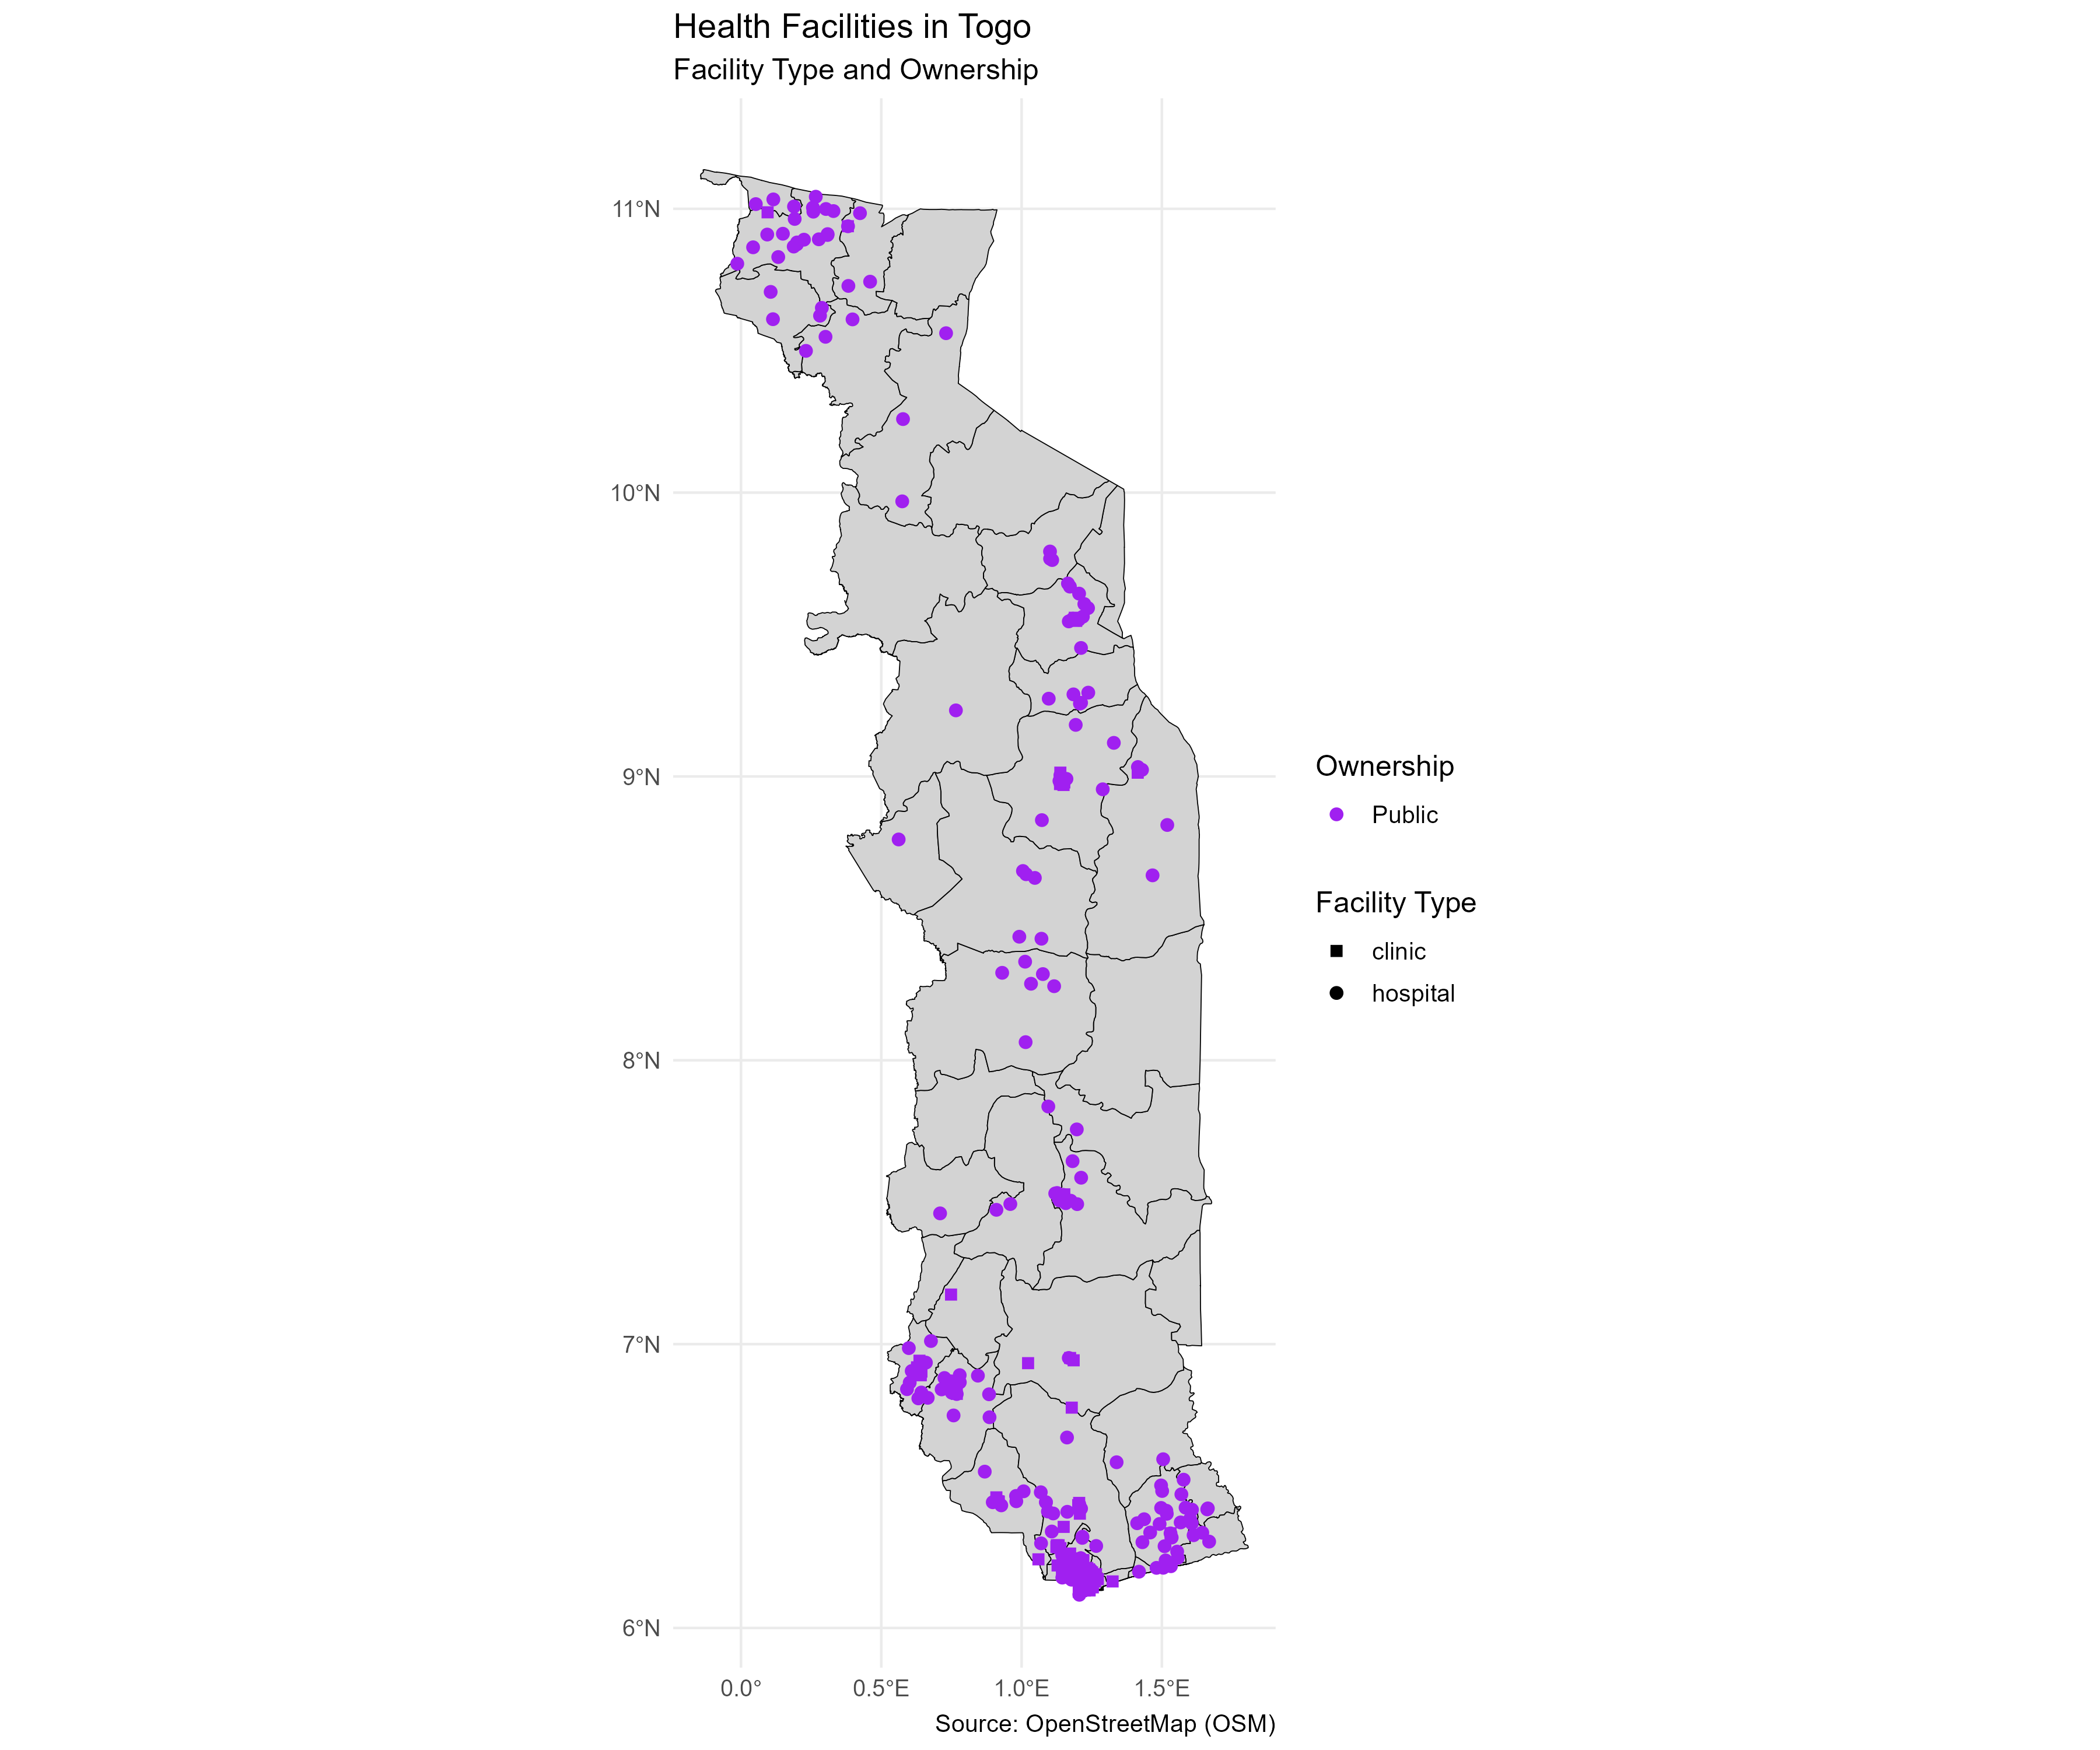 Health Facilities in Togo
Facility Type and Ownership
11°N
10°N
9°N
8°N
7°N
6°N
0.0°
0.5°E
1.0°E
1.5°E
Ownership
Public
Facility Type
clinic
hospital
Source: OpenStreetMap (OSM)